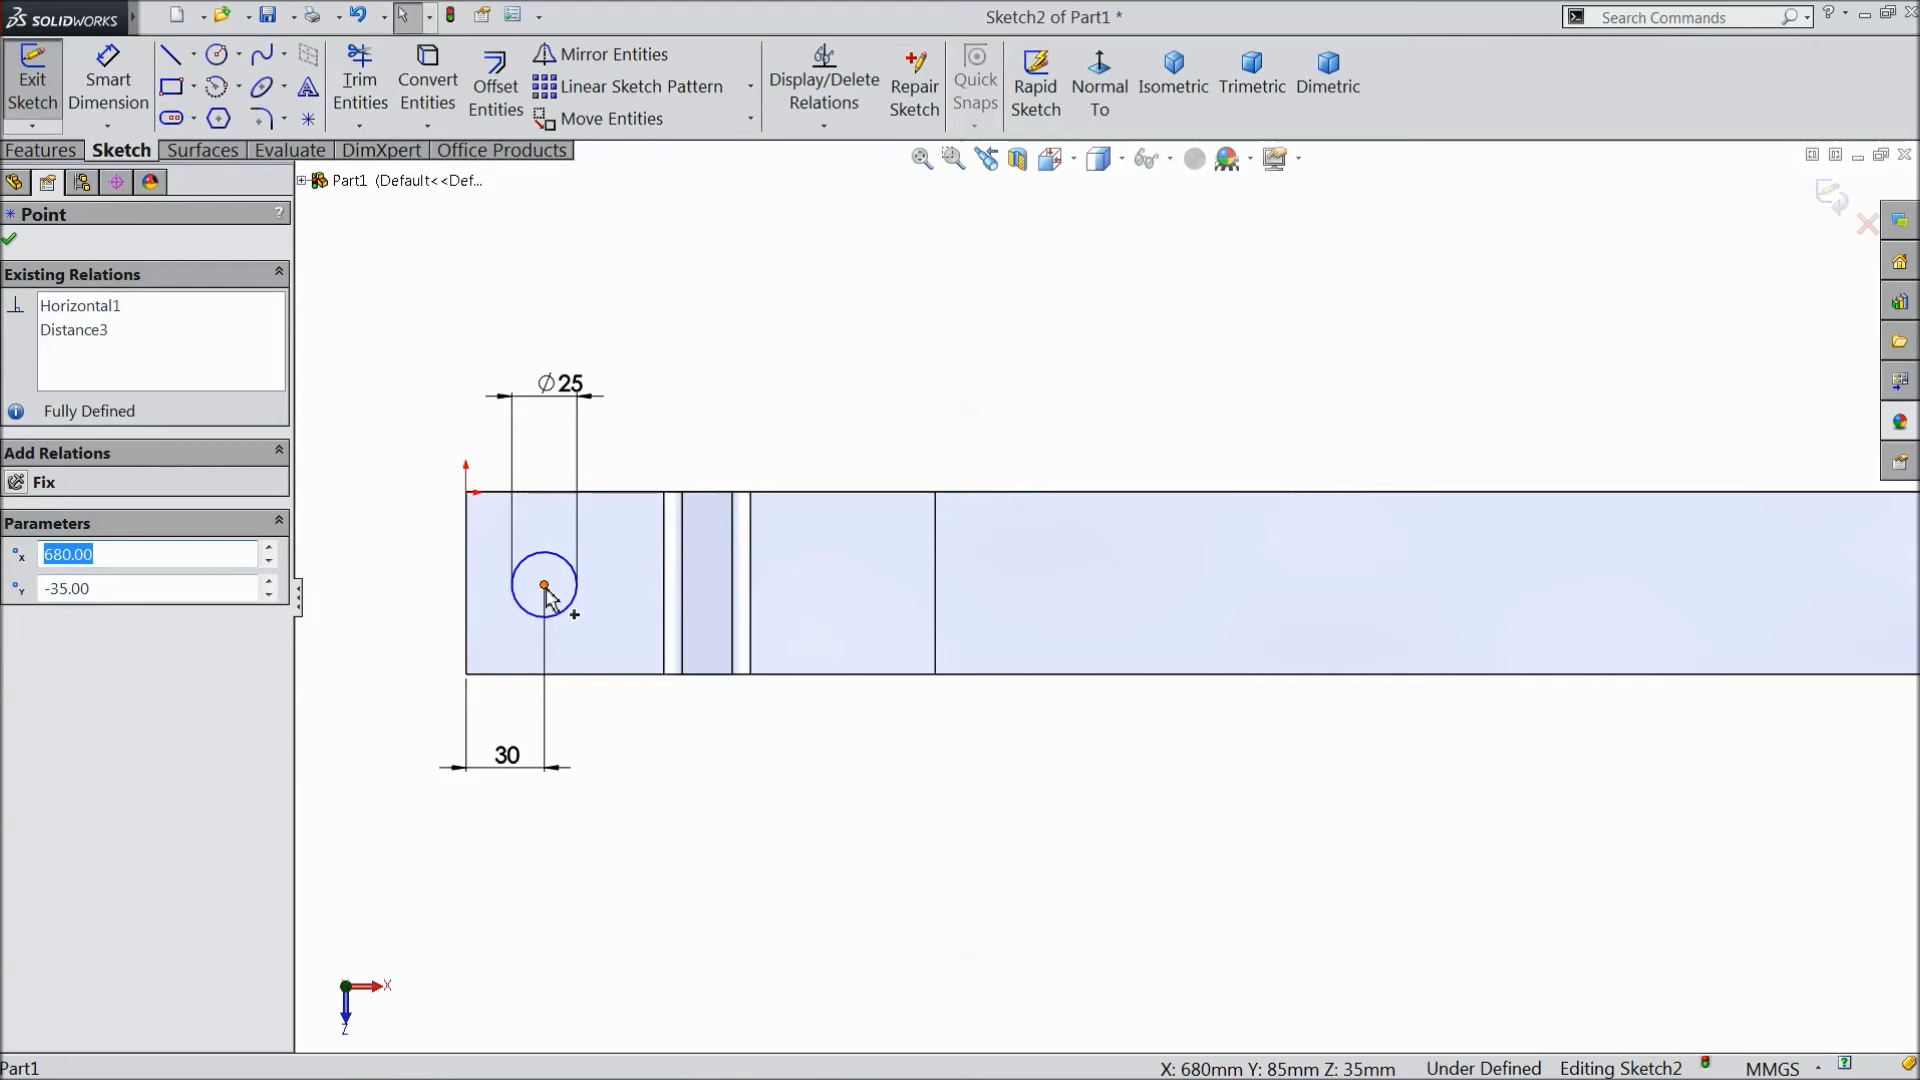 SOLIDWORKS
Sketch2 of Part1 *
Search Commands
Exit Sketch
Smart Dimension
Trim Entities
Convert Entities
Offset Entities
Mirror Entities
Linear Sketch Pattern
Move Entities
Display/Delete Relations
Repair Sketch
Quick Snaps
Rapid Sketch
Normal To
Isometric
Trimetric
Dimetric
Features
Sketch
Surfaces
Evaluate
DimXpert
Office Products
Part1 (Default<<Def...
Point
?
Existing Relations
Horizontal1
Distance3
Fully Defined
Add Relations
Fix
Parameters
680.00
-35.00
∅25
30
X
Z
Part1
X: 680mm Y: 85mm Z: 35mm
Under Defined
Editing Sketch2
MMGS